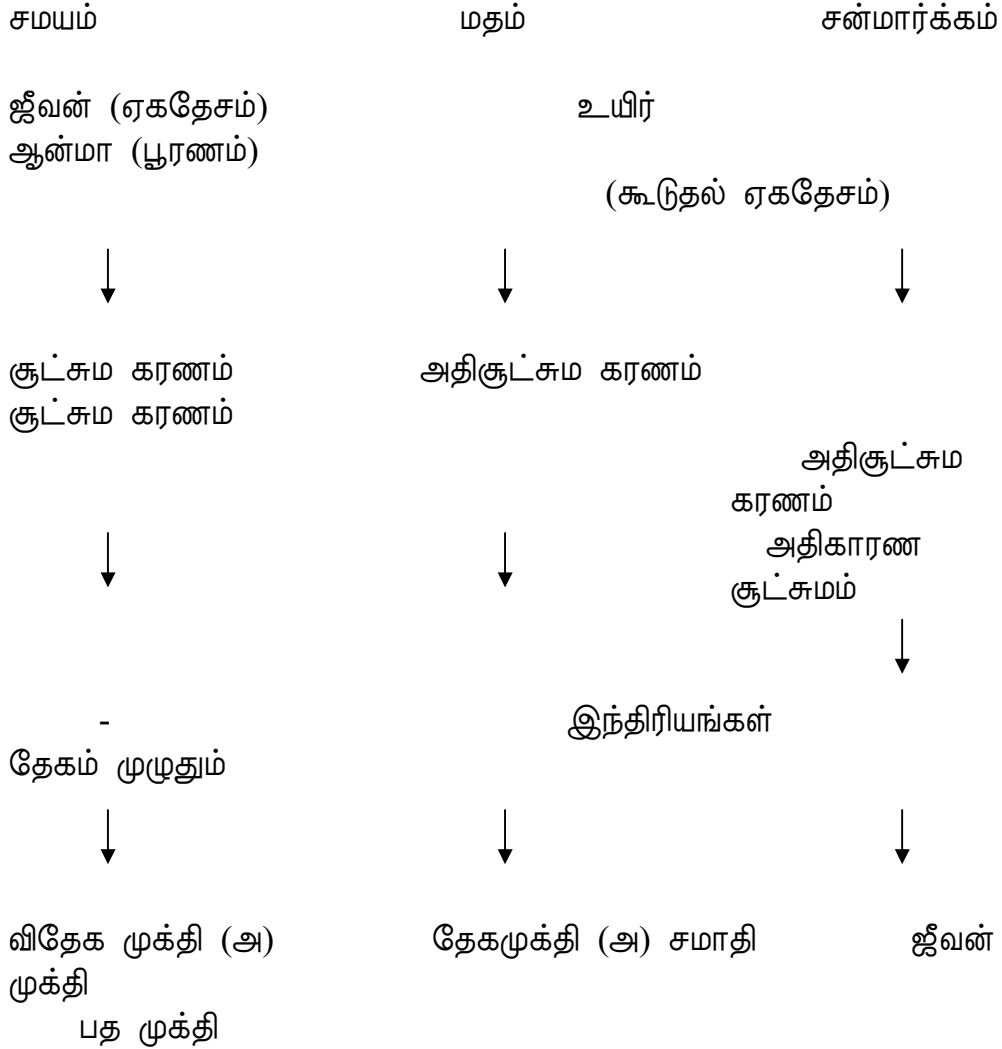 சமயம் மதம் சன்மார்க்கம்
ஜீவன் (ஏகதேசம்) உயிர்
ஆன்மா (பூரணம்)
(கூடுதல் ஏகதேசம்)
சூட்சும கரணம் அதிசூட்சும கரணம்
சூட்சும கரணம்
அதிசூட்சும
கரணம்
அதிகாரண
சூட்சுமம்
- இந்திரியங்கள்
தேகம் முழுதும்
விதேக முக்தி (அ) தேகமுக்தி (அ) சமாதி ஜீவன்
முக்தி
பத முக்தி